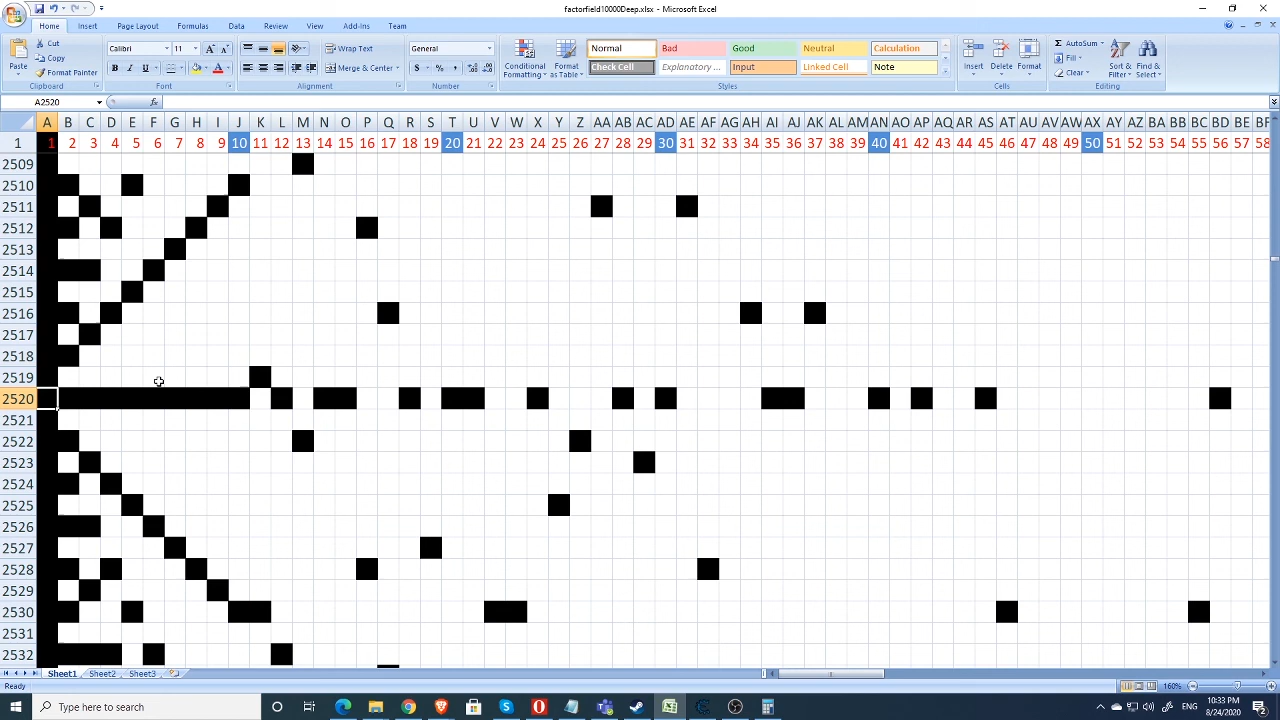 factorfield10000Deep.xlsx - Microsoft Excel
Home Insert Page Layout Formulas Data Review View Add-Ins Team
Cut Calibri 11 A A Wrap Text General Normal Bad Good Neutral Calculation AutoSum
Copy Fill
Paste Format Painter B I U A Merge & Center $ % , Conditional Formatting Format as Table Check Cell Explanatory ... Input Linked Cell Note Insert Delete Format Clear Sort & Filter Find & Select
Clipboard Font Alignment Number Styles Cells Editing
A2520 fx
A B C D E F G H I J K L M N O P Q R S T U V W X Y Z AA AB AC AD AE AF AG AH AI AJ AK AL AM AN AO AP AQ AR AS AT AU AV AW AX AY AZ BA BB BC BD BE BF
1 1 2 3 4 5 6 7 8 9 10 11 12 13 14 15 16 17 18 19 20 21 22 23 24 25 26 27 28 29 30 31 32 33 34 35 36 37 38 39 40 41 42 43 44 45 46 47 48 49 50 51 52 53 54 55 56 57 58
2509
2510
2511
2512
2513
2514
2515
2516
2517
2518
2519
2520
2521
2522
2523
2524
2525
2526
2527
2528
2529
2530
2531
2532
Sheet1 Sheet2 Sheet3
Ready 160%
Type here to search 10:33 PM
8/24/2020